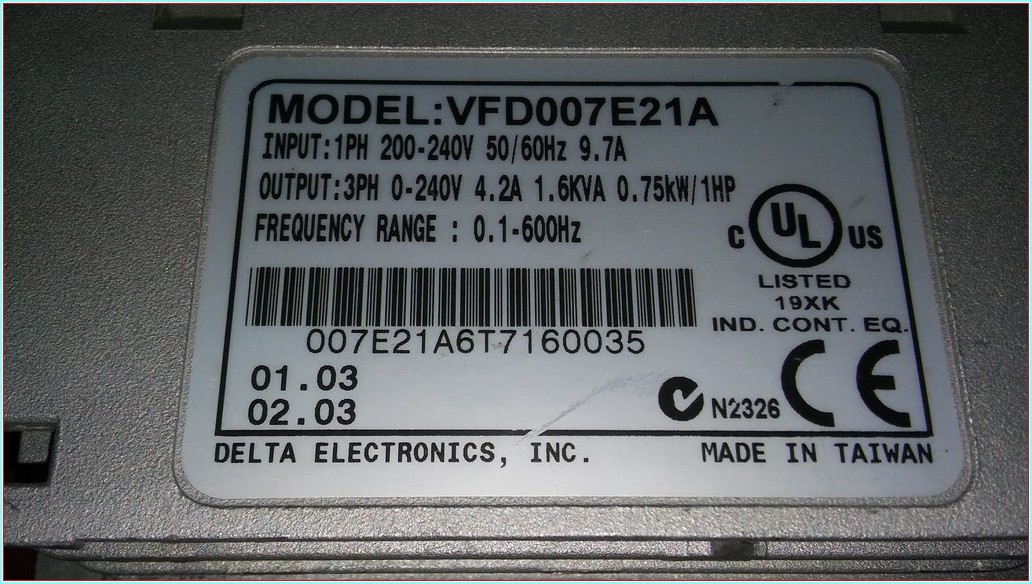 MODEL:VFD007E21A
INPUT:1PH 200-240V 50/60Hz 9.7A
OUTPUT:3PH 0-240V 4.2A 1.6KVA 0.75kW/1HP
FREQUENCY RANGE : 0.1-600Hz
C UL US
LISTED
19XK
IND. CONT. EQ.
007E21A6T7160035
01.03
02.03
N2326 CE
DELTA ELECTRONICS, INC. MADE IN TAIWAN